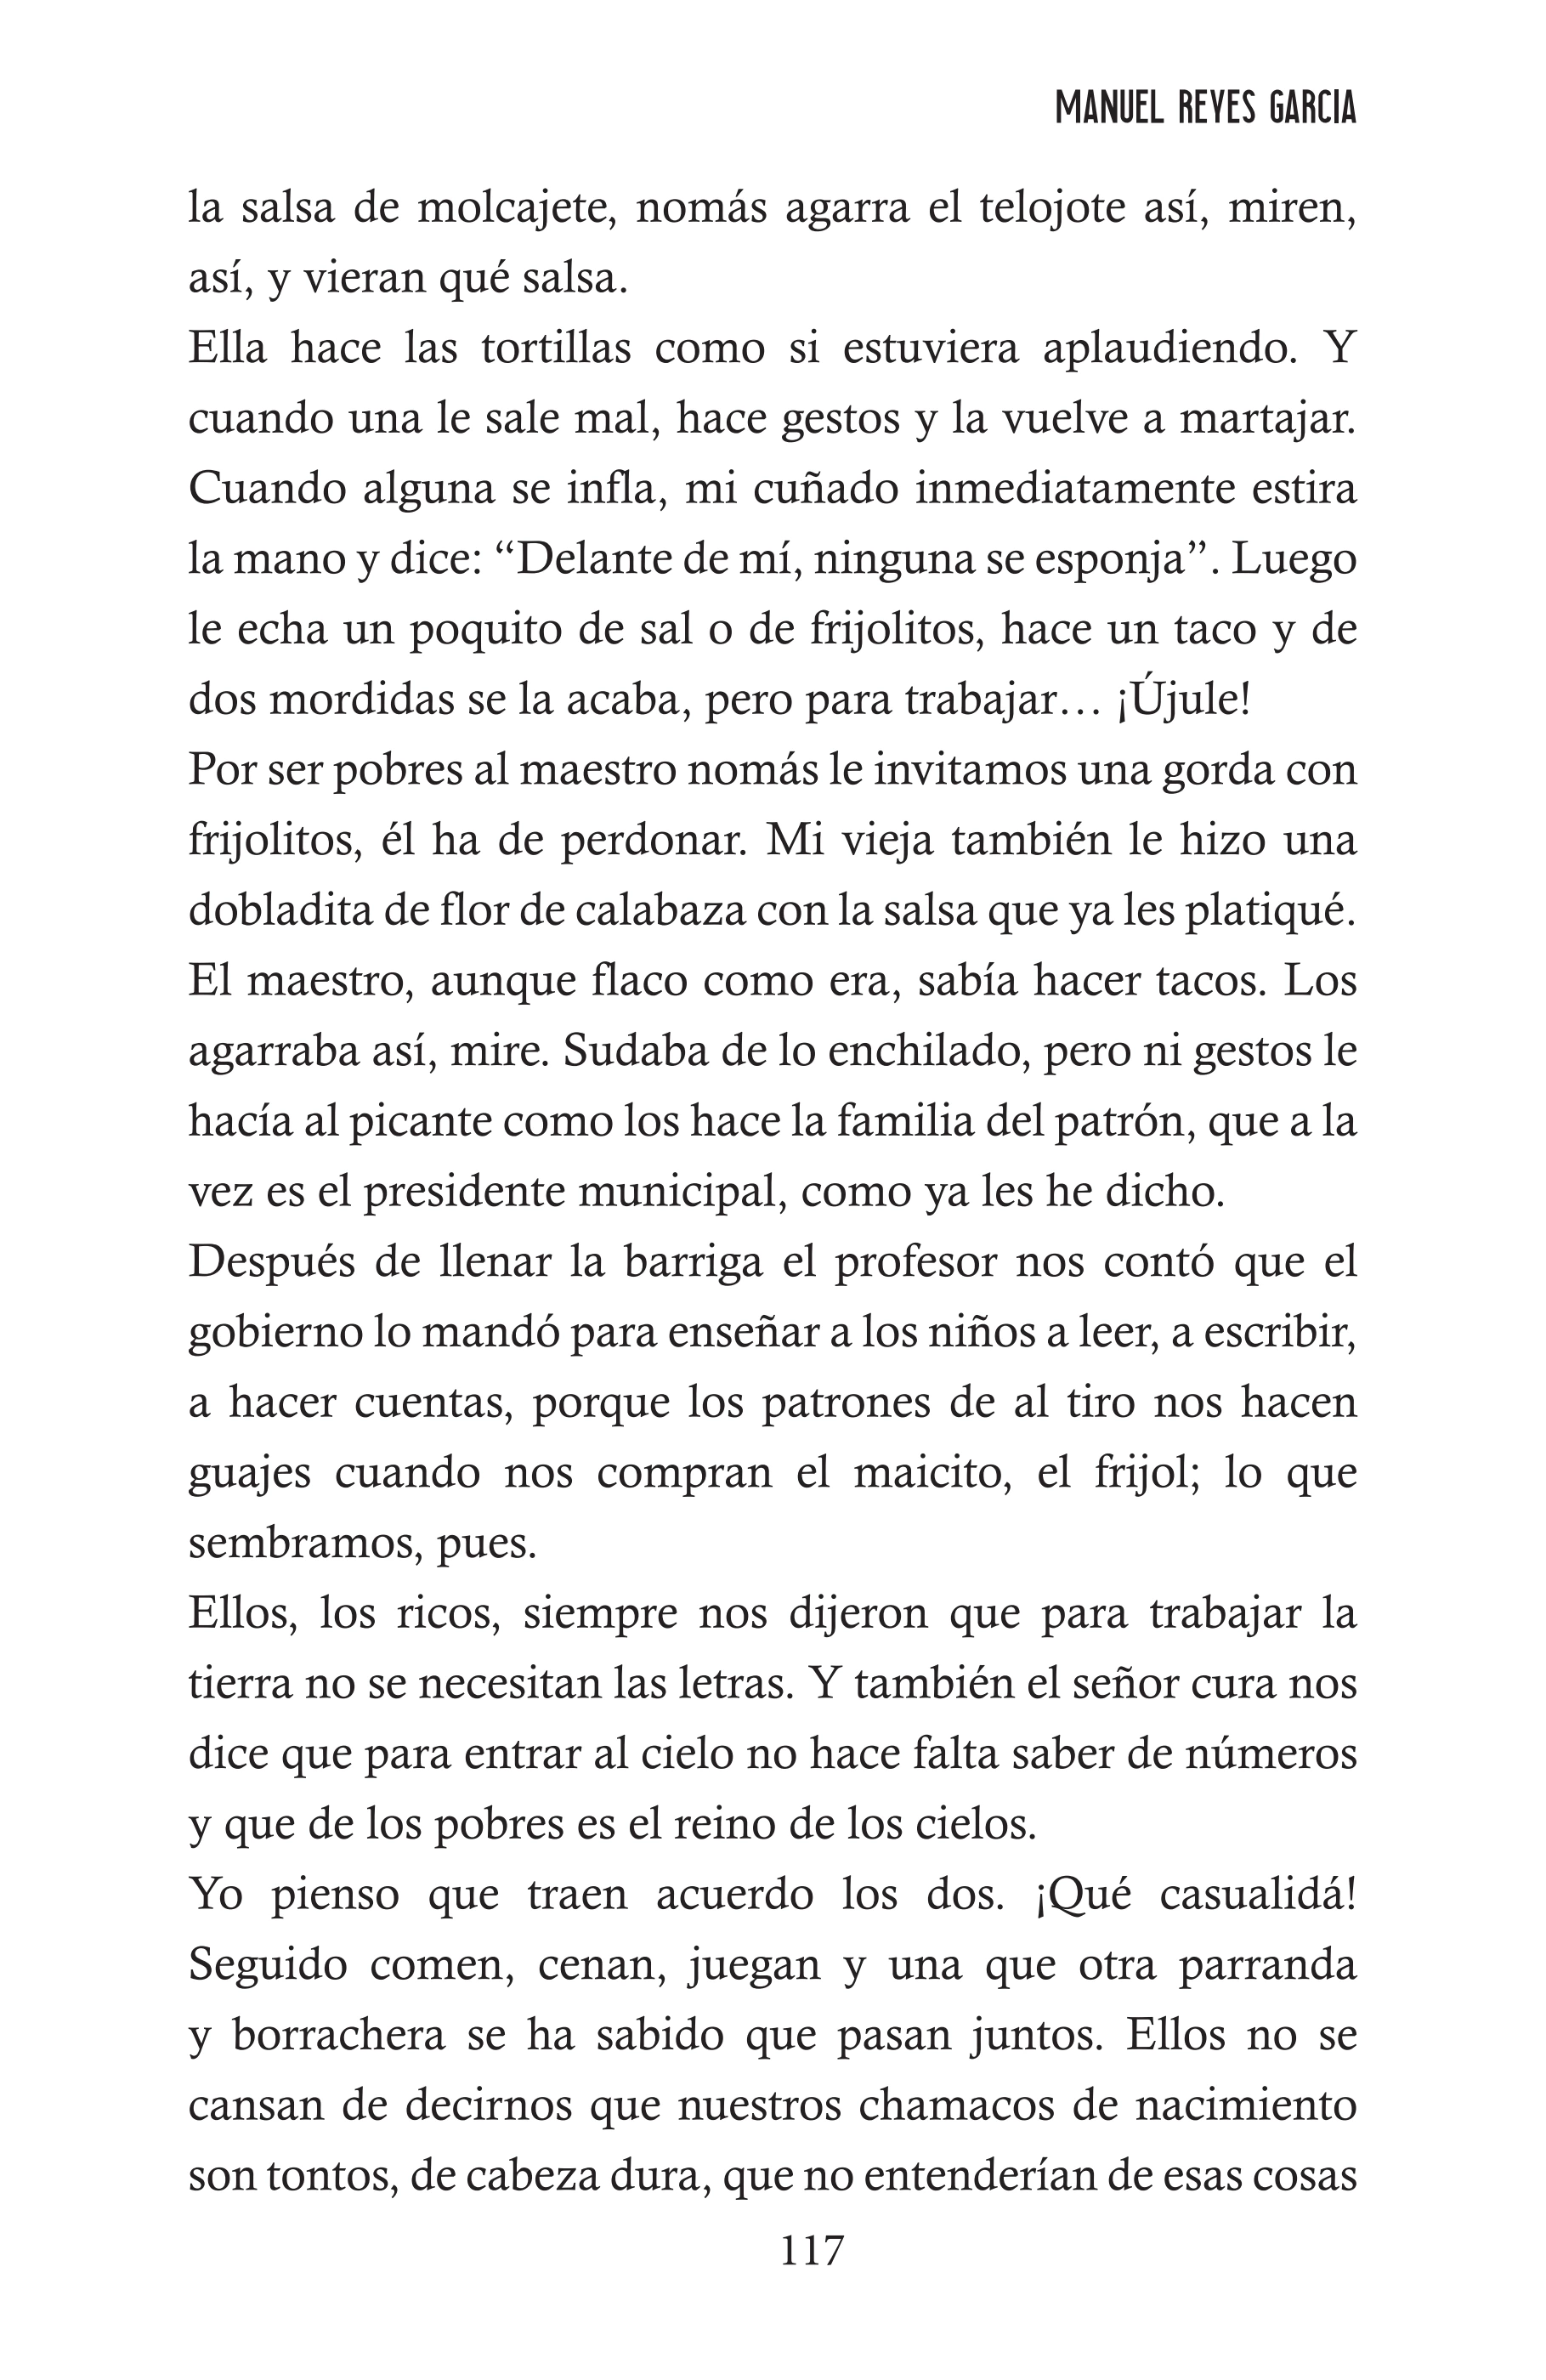 MANUEL REYES GARCIA
la salsa de molcajete, nomás agarra el telojote así, miren,
así, y vieran qué salsa.
Ella hace las tortillas como si estuviera aplaudiendo. Y
cuando una le sale mal, hace gestos y la vuelve a martajar.
Cuando alguna se infla, mi cuñado inmediatamente estira
la mano y dice: “Delante de mí, ninguna se esponja”. Luego
le echa un poquito de sal o de frijolitos, hace un taco y de
dos mordidas se la acaba, pero para trabajar… ¡Újule!
Por ser pobres al maestro nomás le invitamos una gorda con
frijolitos, él ha de perdonar. Mi vieja también le hizo una
dobladita de flor de calabaza con la salsa que ya les platiqué.
El maestro, aunque flaco como era, sabía hacer tacos. Los
agarraba así, mire. Sudaba de lo enchilado, pero ni gestos le
hacía al picante como los hace la familia del patrón, que a la
vez es el presidente municipal, como ya les he dicho.
Después de llenar la barriga el profesor nos contó que el
gobierno lo mandó para enseñar a los niños a leer, a escribir,
a hacer cuentas, porque los patrones de al tiro nos hacen
guajes cuando nos compran el maicito, el frijol; lo que
sembramos, pues.
Ellos, los ricos, siempre nos dijeron que para trabajar la
tierra no se necesitan las letras. Y también el señor cura nos
dice que para entrar al cielo no hace falta saber de números
y que de los pobres es el reino de los cielos.
Yo pienso que traen acuerdo los dos. ¡Qué casualidá!
Seguido comen, cenan, juegan y una que otra parranda
y borrachera se ha sabido que pasan juntos. Ellos no se
cansan de decirnos que nuestros chamacos de nacimiento
son tontos, de cabeza dura, que no entenderían de esas cosas
117